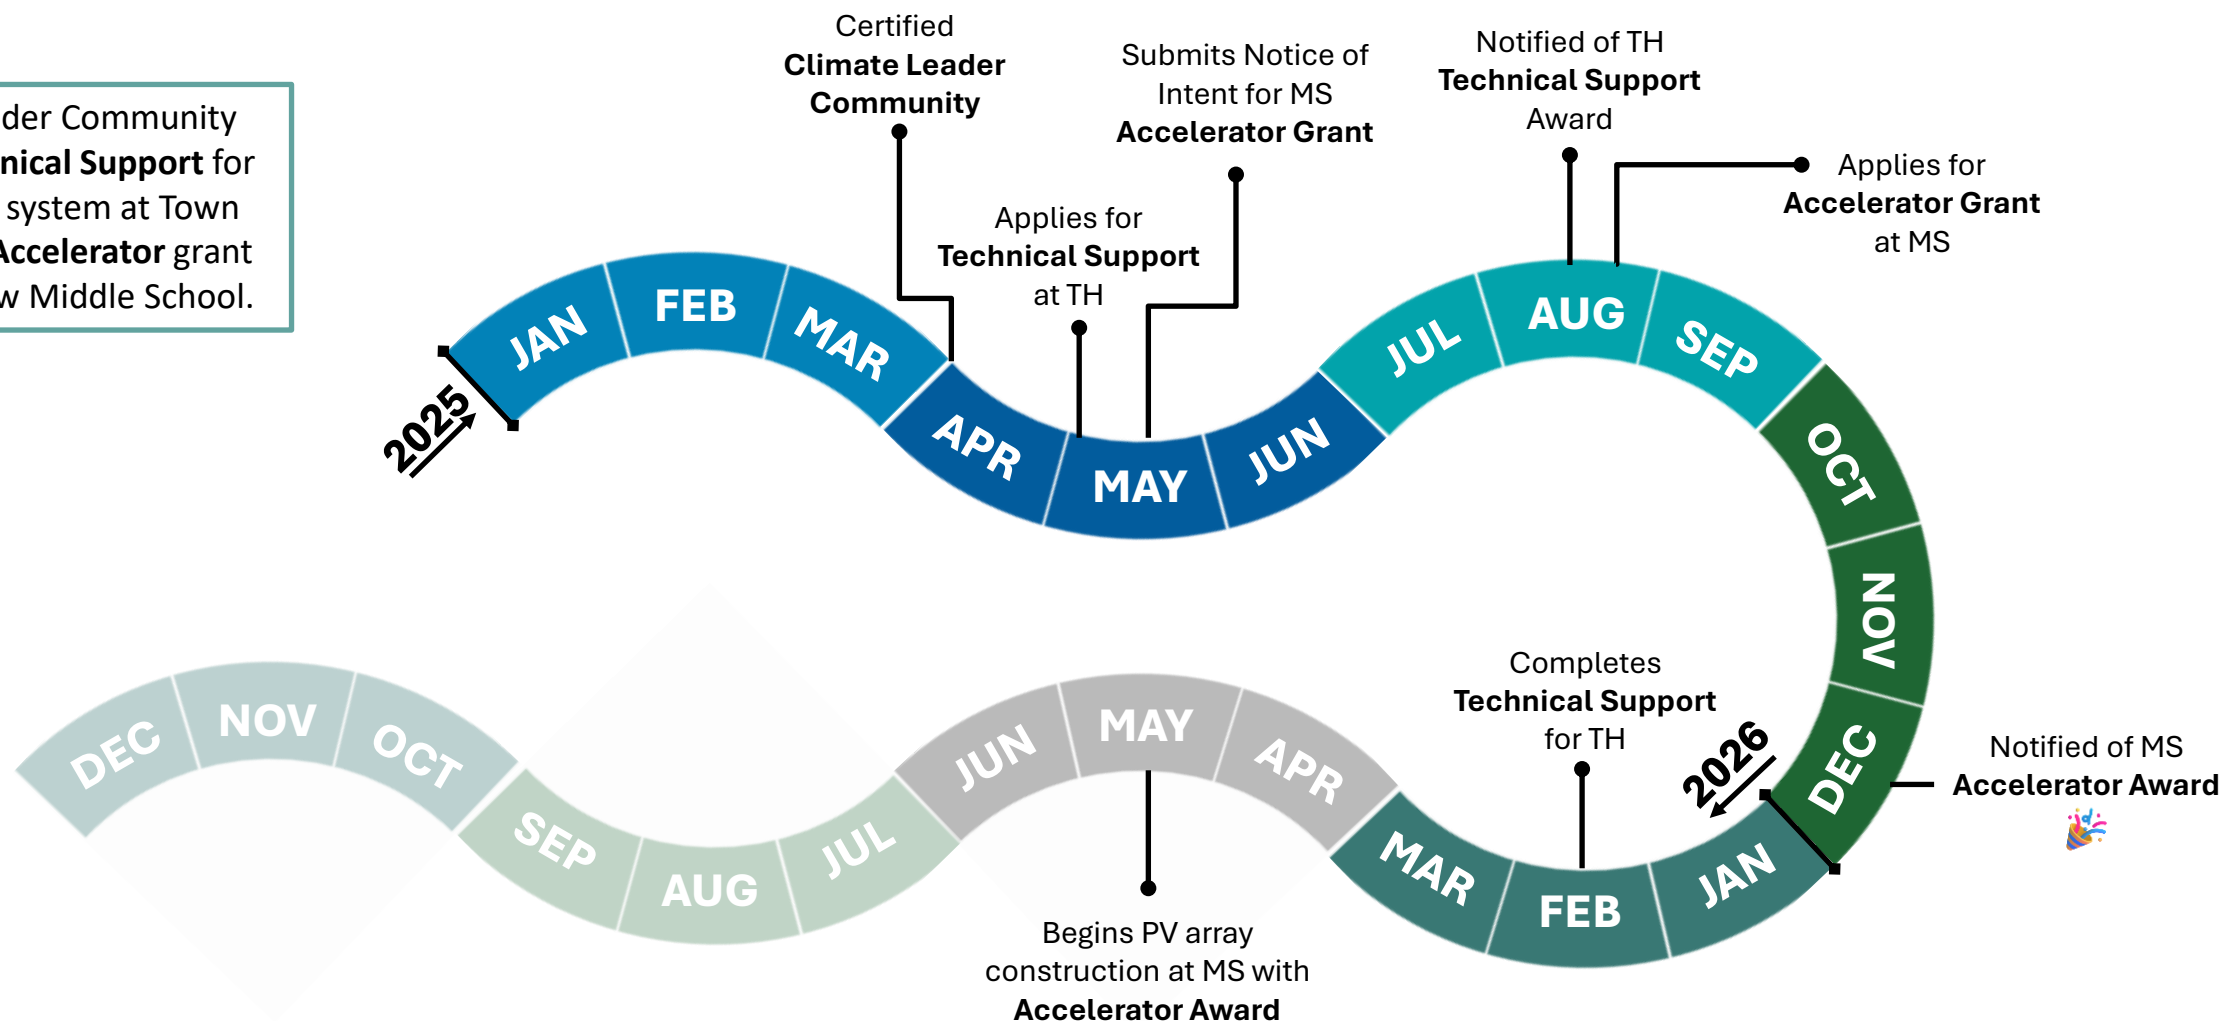 der Community
nical Support for
system at Town
Accelerator grant
w Middle School.
Certified
Climate Leader
Community
Applies for
Technical Support
at TH
Submits Notice of
Intent for MS
Accelerator Grant
Notified of TH
Technical Support
Award
Applies for
Accelerator Grant
at MS
2025
JAN
FEB
MAR
APR
MAY
JUN
JUL
AUG
SEP
OCT
NOV
DEC
Notified of MS
Accelerator Award
2026
JAN
FEB
MAR
APR
MAY
JUN
JUL
AUG
SEP
OCT
NOV
DEC
Completes
Technical Support
for TH
Begins PV array
construction at MS with
Accelerator Award